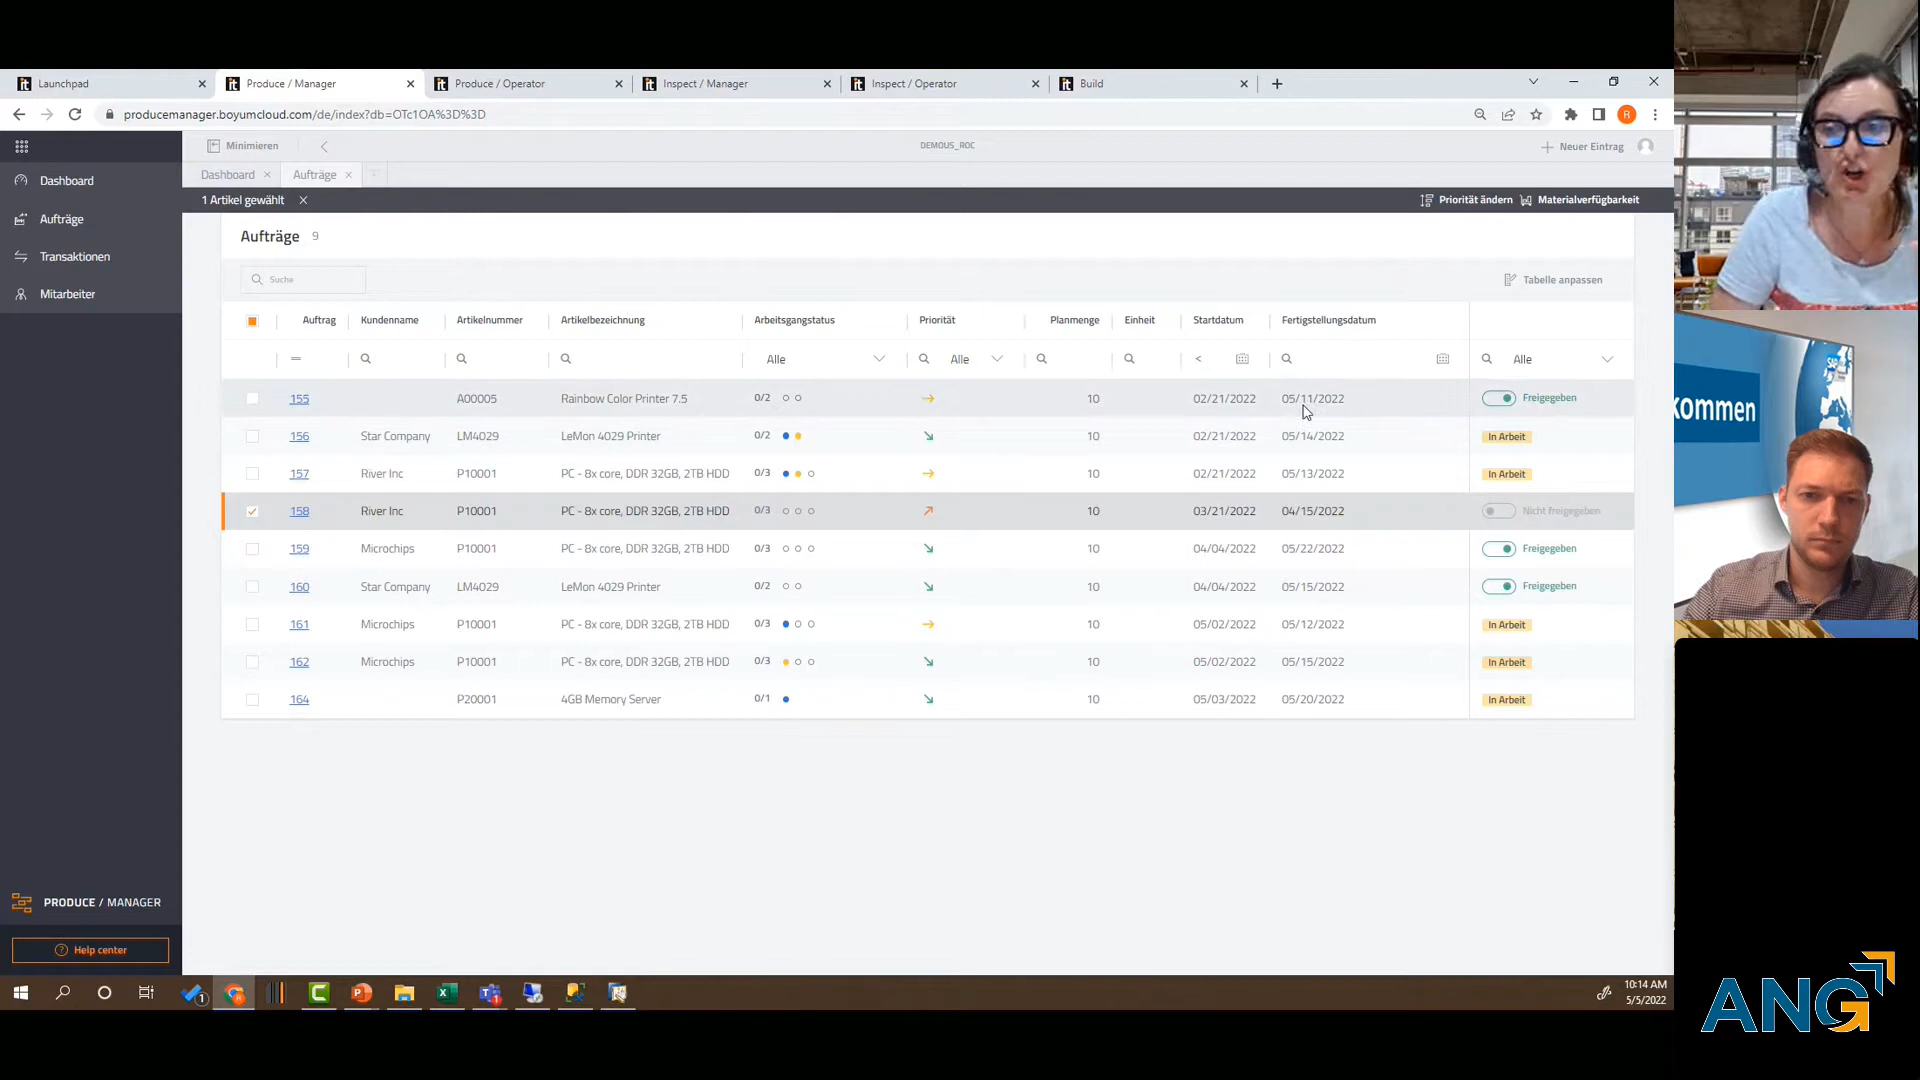 Launchpad Produce / Manager Produce / Operator Inspect / Manager Inspect / Operator Build
producemanager.boyumcloud.com/de/index?db=OTc1OA%3D%3D R
Minimieren DEMOUS_ROC Neuer Eintrag
Dashboard
Aufträge
Transaktionen
Mitarbeiter
Dashboard Aufträge
1 Artikel gewählt Priorität ändern Materialverfügbarkeit
Aufträge 9
Suche Tabelle anpassen
Auftrag Kundenname Artikelnummer Artikelbezeichnung Arbeitsgangstatus Priorität Planmenge Einheit Startdatum Fertigstellungsdatum
= Alle Alle < Alle
155 A00005 Rainbow Color Printer 7.5 0/2 10 02/21/2022 05/11/2022 Freigegeben
156 Star Company LM4029 LeMon 4029 Printer 0/2 10 02/21/2022 05/14/2022 In Arbeit
157 River Inc P10001 PC - 8x core, DDR 32GB, 2TB HDD 0/3 10 02/21/2022 05/13/2022 In Arbeit
158 River Inc P10001 PC - 8x core, DDR 32GB, 2TB HDD 0/3 10 03/21/2022 04/15/2022 Nicht freigegeben
159 Microchips P10001 PC - 8x core, DDR 32GB, 2TB HDD 0/3 10 04/04/2022 05/22/2022 Freigegeben
160 Star Company LM4029 LeMon 4029 Printer 0/2 10 04/04/2022 05/15/2022 Freigegeben
161 Microchips P10001 PC - 8x core, DDR 32GB, 2TB HDD 0/3 10 05/02/2022 05/12/2022 In Arbeit
162 Microchips P10001 PC - 8x core, DDR 32GB, 2TB HDD 0/3 10 05/02/2022 05/15/2022 In Arbeit
164 P20001 4GB Memory Server 0/1 10 05/03/2022 05/20/2022 In Arbeit
PRODUCE / MANAGER
Help center
10:14 AM
5/5/2022
kommen
SAP
ANG